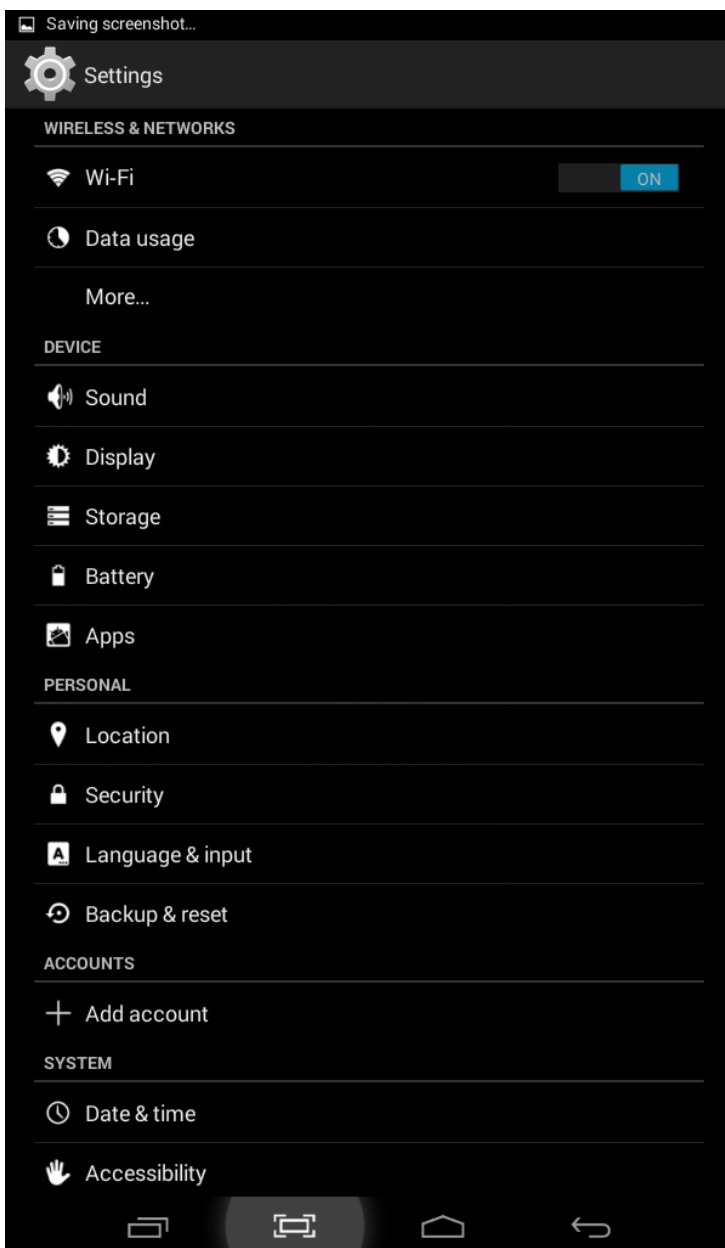 Saving screenshot...
Settings
WIRELESS & NETWORKS
Wi-Fi
ON
Data usage
More...
DEVICE
Sound
Display
Storage
Battery
Apps
PERSONAL
Location
Security
A
Language & input
Backup & reset
ACCOUNTS
Add account
SYSTEM
Date & time
Accessibility